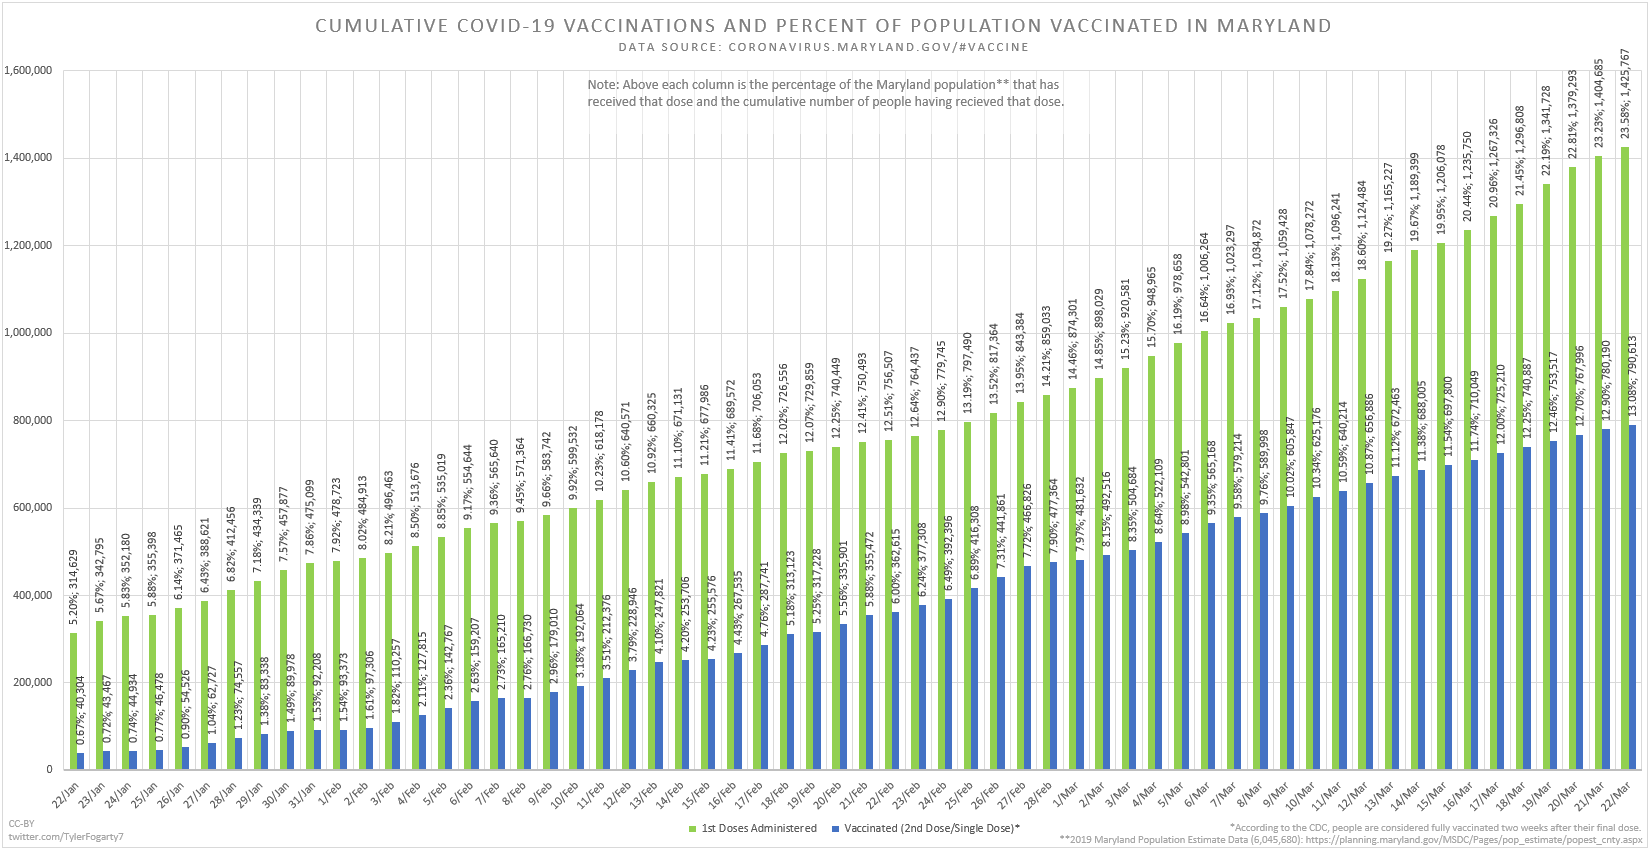 CUMULATIVE COVID-19 VACCINATIONS AND PERCENT OF POPULATION VACCINATED IN MARYLAND
DATA SOURCE: CORONAVIRUS.MARYLAND.GOV/#VACCINE
Note: Above each column is the percentage of the Maryland population** that has
received that dose and the cumulative number of people having recieved that dose.
1,600,000
1,400,000
1,200,000
1,000,000
800,000
600,000
400,000
200,000
0
5.20%; 314,629
5.67%; 342,795
5.83%; 352,180
5.88%; 355,398
6.14%; 371,465
6.43%; 388,621
6.82%; 412,456
7.18%; 434,339
7.57%; 457,877
7.86%; 475,099
7.92%; 478,723
8.02%; 484,913
8.21%; 496,463
8.50%; 513,676
8.85%; 535,019
9.17%; 554,644
9.36%; 565,640
9.45%; 571,364
9.66%; 583,742
9.92%; 599,532
10.23%; 618,178
10.60%; 640,571
10.92%; 660,325
11.10%; 671,131
11.21%; 677,986
11.41%; 689,572
11.68%; 706,053
12.02%; 726,556
12.07%; 729,859
12.25%; 740,449
12.41%; 750,493
12.51%; 756,507
12.64%; 764,437
12.90%; 779,745
13.19%; 797,490
13.52%; 817,364
13.95%; 843,384
14.21%; 859,033
14.46%; 874,301
14.85%; 898,029
15.23%; 920,581
15.70%; 948,965
16.19%; 978,658
16.64%; 1,006,264
16.93%; 1,023,297
17.12%; 1,034,872
17.52%; 1,059,428
17.84%; 1,078,272
18.13%; 1,096,241
18.60%; 1,124,484
19.27%; 1,165,227
19.67%; 1,189,399
19.95%; 1,206,078
20.44%; 1,235,750
20.96%; 1,267,326
21.45%; 1,296,808
22.19%; 1,341,728
22.81%; 1,379,293
23.23%; 1,404,685
23.58%; 1,425,767
0.67%; 40,304
0.72%; 43,467
0.74%; 44,934
0.77%; 46,478
0.90%; 54,526
1.04%; 62,727
1.23%; 74,557
1.38%; 83,338
1.49%; 89,978
1.53%; 92,208
1.54%; 93,373
1.61%; 97,306
1.82%; 110,257
2.11%; 127,815
2.36%; 142,767
2.63%; 159,207
2.73%; 165,210
2.76%; 166,730
2.96%; 179,010
3.18%; 192,064
3.51%; 212,376
3.79%; 228,946
4.10%; 247,821
4.20%; 253,706
4.23%; 255,576
4.43%; 267,535
4.76%; 287,741
5.18%; 313,123
5.25%; 317,228
5.56%; 335,901
5.88%; 355,472
6.00%; 362,615
6.24%; 377,308
6.49%; 392,396
6.89%; 416,308
7.31%; 441,861
7.72%; 466,826
7.90%; 477,364
7.97%; 481,632
8.15%; 492,516
8.35%; 504,684
8.64%; 522,109
8.98%; 542,801
9.35%; 565,168
9.58%; 579,214
9.76%; 589,998
10.02%; 605,847
10.34%; 625,176
10.59%; 640,214
10.87%; 656,886
11.12%; 672,463
11.38%; 688,005
11.54%; 697,800
11.74%; 710,049
12.00%; 725,210
12.25%; 740,887
12.46%; 753,517
12.70%; 767,996
12.90%; 780,190
13.08%; 790,613
22/Jan
23/Jan
24/Jan
25/Jan
26/Jan
27/Jan
28/Jan
29/Jan
30/Jan
31/Jan
1/Feb
2/Feb
3/Feb
4/Feb
5/Feb
6/Feb
7/Feb
8/Feb
9/Feb
10/Feb
11/Feb
12/Feb
13/Feb
14/Feb
15/Feb
16/Feb
17/Feb
18/Feb
19/Feb
20/Feb
21/Feb
22/Feb
23/Feb
24/Feb
25/Feb
26/Feb
27/Feb
28/Feb
1/Mar
2/Mar
3/Mar
4/Mar
5/Mar
6/Mar
7/Mar
8/Mar
9/Mar
10/Mar
11/Mar
12/Mar
13/Mar
14/Mar
15/Mar
16/Mar
17/Mar
18/Mar
19/Mar
20/Mar
21/Mar
22/Mar
CC-BY
twitter.com/TylerFogarty7
1st Doses Administered
Vaccinated (2nd Dose/Single Dose)*
*According to the CDC, people are considered fully vaccinated two weeks after their final dose.
**2019 Maryland Population Estimate Data (6,045,680): https://planning.maryland.gov/MSDC/Pages/pop_estimate/popest_cnty.aspx